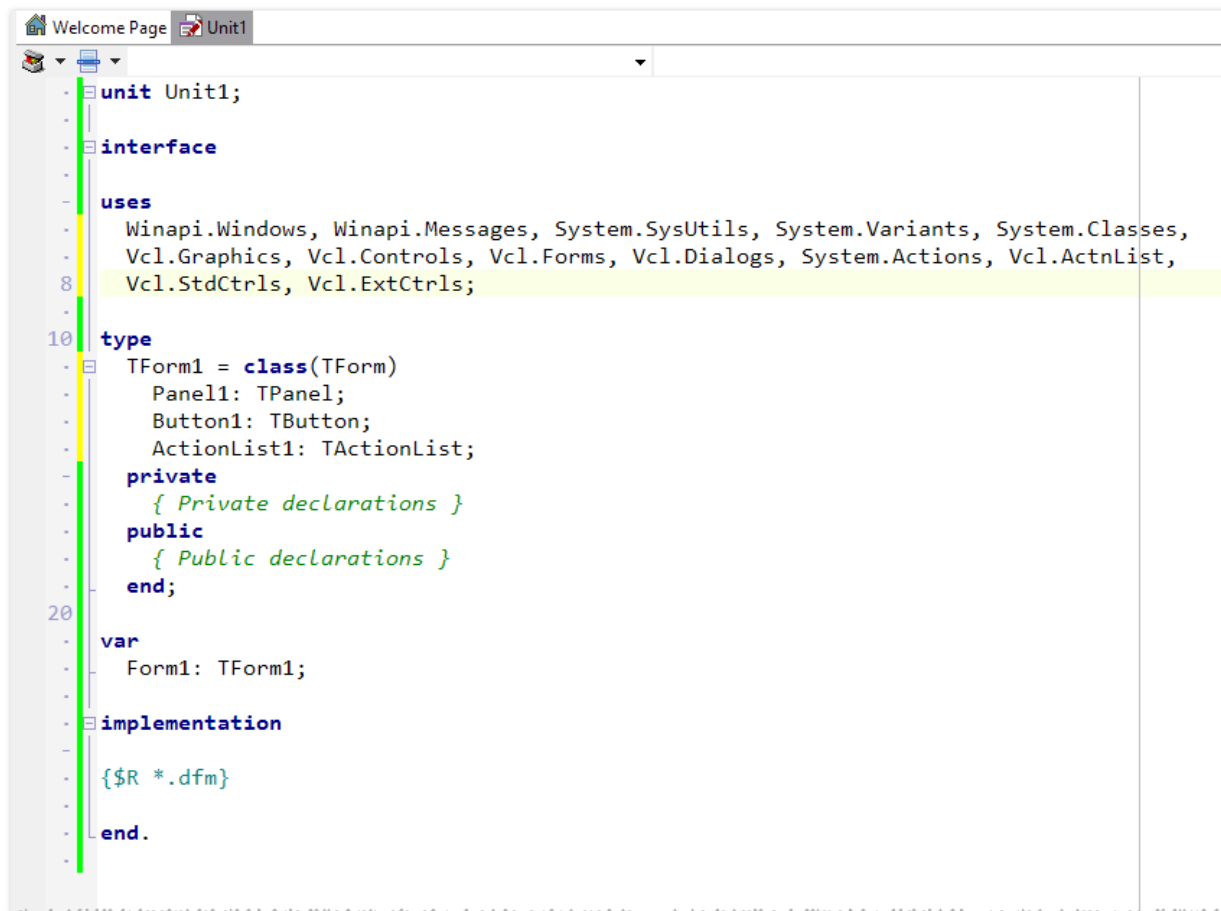 Welcome Page Unit1
unit Unit1;
interface
uses
Winapi.Windows, Winapi.Messages, System.SysUtils, System.Variants, System.Classes,
Vcl.Graphics, Vcl.Controls, Vcl.Forms, Vcl.Dialogs, System.Actions, Vcl.ActnList,
8 Vcl.StdCtrls, Vcl.ExtCtrls;
10 type
TForm1 = class(TForm)
Panel1: TPanel;
Button1: TButton;
ActionList1: TActionList;
private
{ Private declarations }
public
{ Public declarations }
end;
20
var
Form1: TForm1;
implementation
{$R *.dfm}
end.